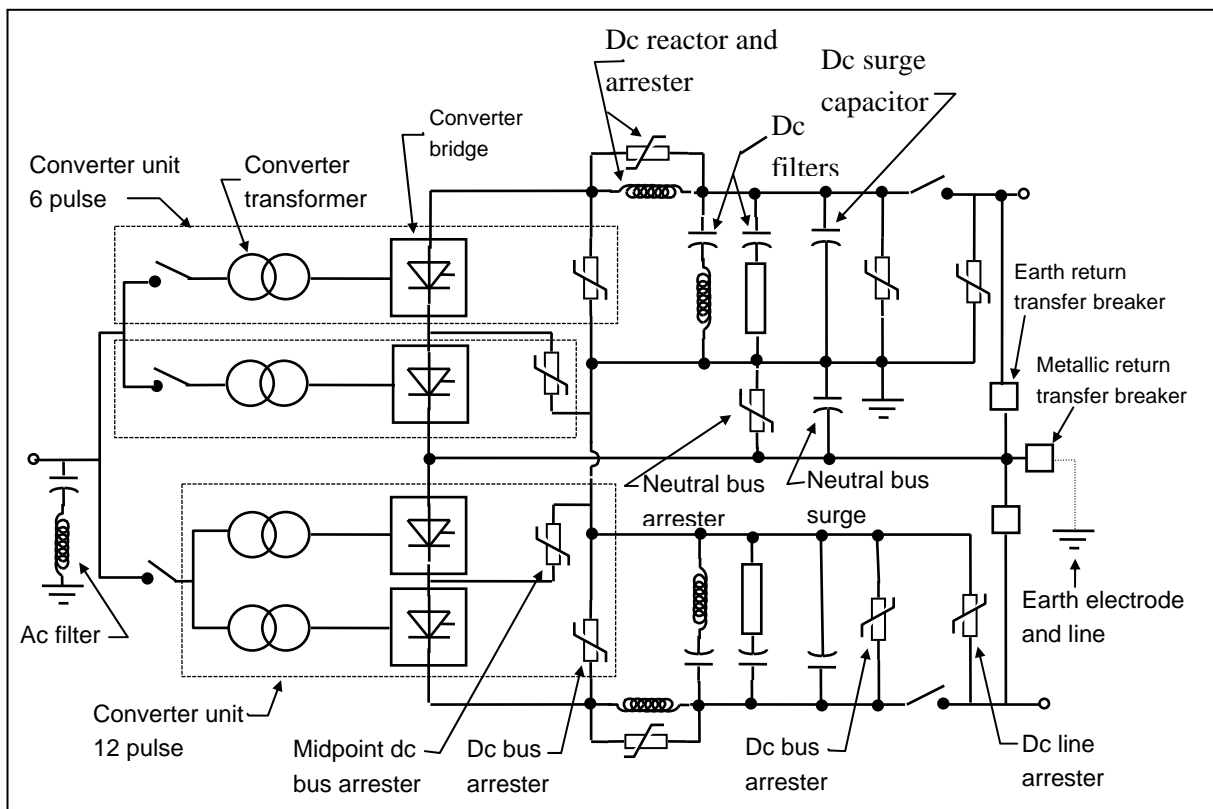 Dc reactor and
arrester
Dc surge
capacitor
Converter
bridge
Dc
filters
Converter unit
6 pulse
Converter
transformer
Earth return
transfer breaker
Metallic return
transfer breaker
Neutral bus
arrester
Neutral bus
surge
Ac filter
Earth electrode
and line
Converter unit
12 pulse
Midpoint dc
bus arrester
Dc bus
arrester
Dc bus
arrester
Dc line
arrester